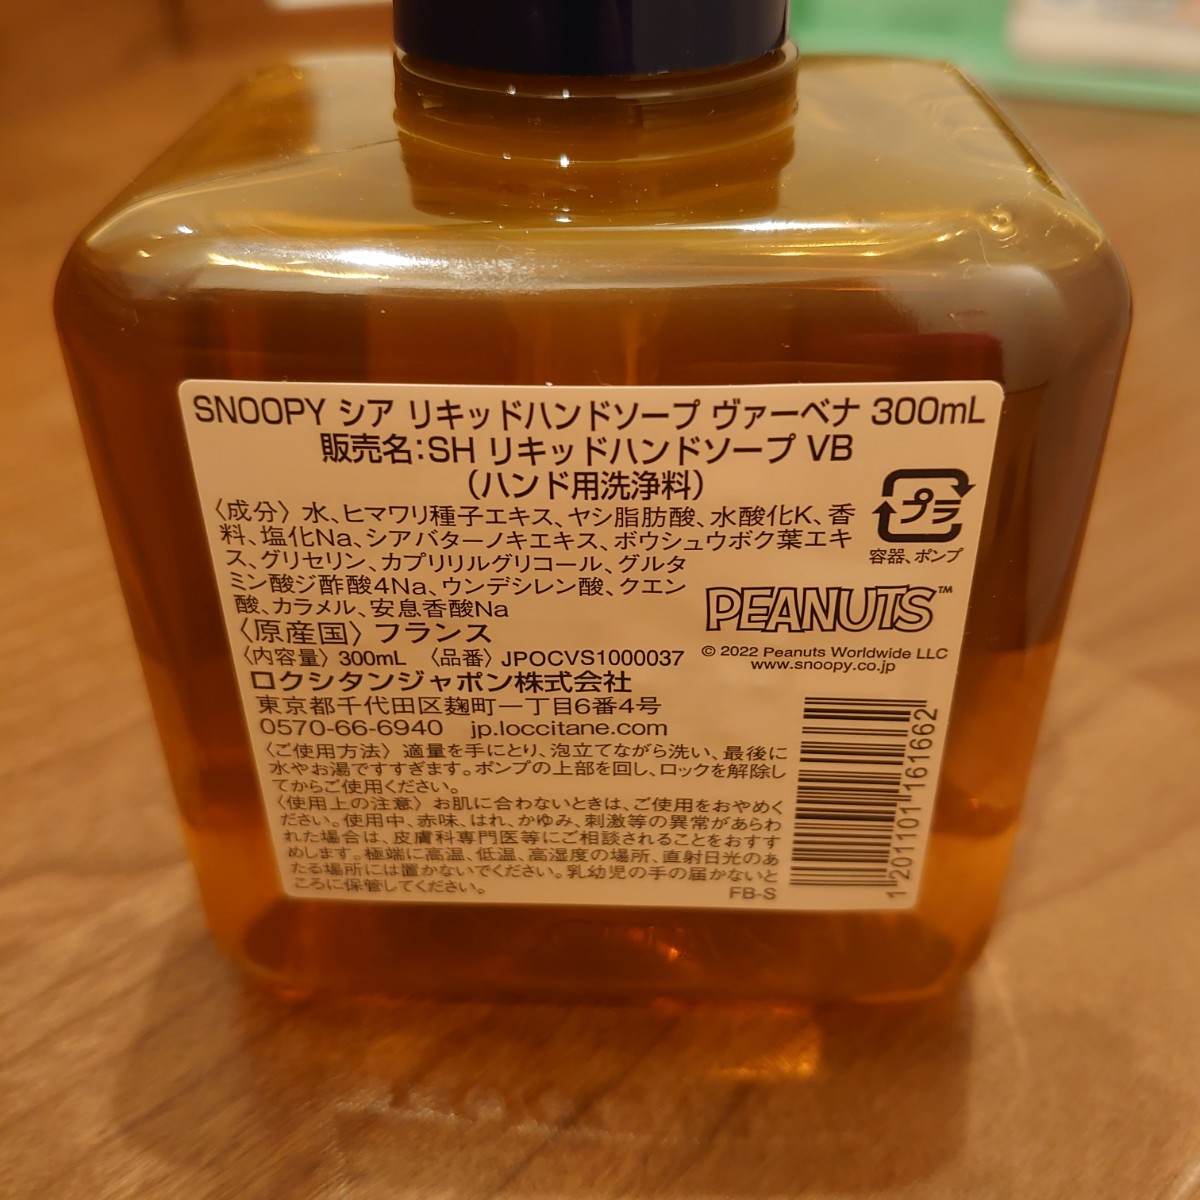 SNOOPY シア リキッドハンドソープ ヴァーベナ 300mL
販売名:SH リキッドハンドソープ VB
(ハンド用洗浄料)
〈成分〉水、ヒマワリ種子エキス、ヤシ脂肪酸、水酸化K、香
料、塩化Na、シアバターノキエキス、ボウシュウボク葉エキ
ス、グリセリン、カプリリルグリコール、グルタ
ミン酸ジ酢酸4Na、ウンデシレン酸、クエン
酸、カラメル、安息香酸Na
プラ
容器、ポンプ
〈原産国〉フランス
〈内容量〉300mL 〈品番〉JPOCVS1000037
PEANUTS™
© 2022 Peanuts Worldwide LLC
www.snoopy.co.jp
ロクシタンジャポン株式会社
東京都千代田区麹町一丁目6番4号
0570-66-6940 jp.loccitane.com
〈ご使用方法〉適量を手にとり、泡立てながら洗い、最後に
水やお湯ですすぎます。ポンプの上部を回し、ロックを解除し
てからご使用ください。
〈使用上の注意〉お肌に合わないときは、ご使用をおやめく
ださい。使用中、赤味、はれ、かゆみ、刺激等の異常があらわ
れた場合は、皮膚科専門医等にご相談されることをおすす
めします。極端に高温、低温、高湿度の場所、直射日光のあ
たる場所には置かないでください。乳幼児の手の届かないと
ころに保管してください。
FB-S
1 201101 161662